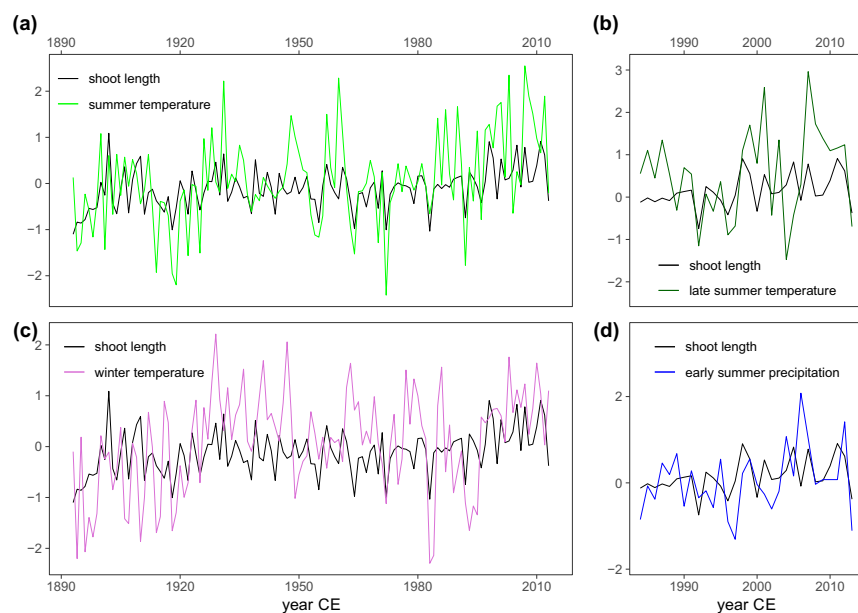 (a)
1890 1920 1950 1980 2010
2
1
0
−1
−2
shoot length
summer temperature
(b)
1990 2000 2010
3
2
1
0
−1
−2
shoot length
late summer temperature
(c)
2
1
0
−1
−2
shoot length
winter temperature
1890 1920 1950 1980 2010
year CE
(d)
2
0
−2
shoot length
early summer precipitation
1990 2000 2010
year CE